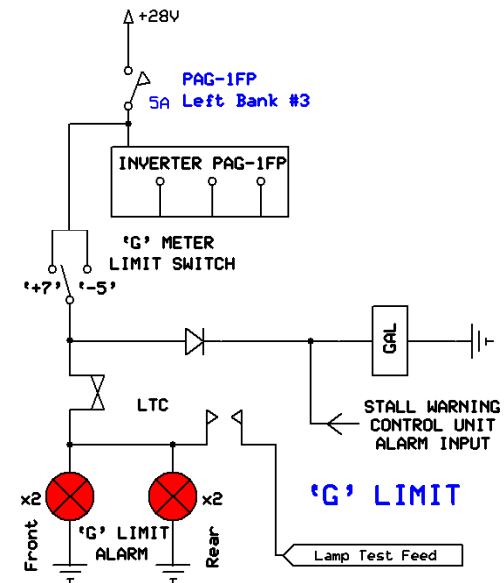 +28V
PAG-1FP
5A Left Bank #3
INVERTER PAG-1FP
'G' METER
LIMIT SWITCH
'+7' '-5'
GAL
LTC
STALL WARNING
CONTROL UNIT
ALARM INPUT
x2
x2
'G' LIMIT
Front
'G' LIMIT
ALARM
Rear
Lamp Test Feed